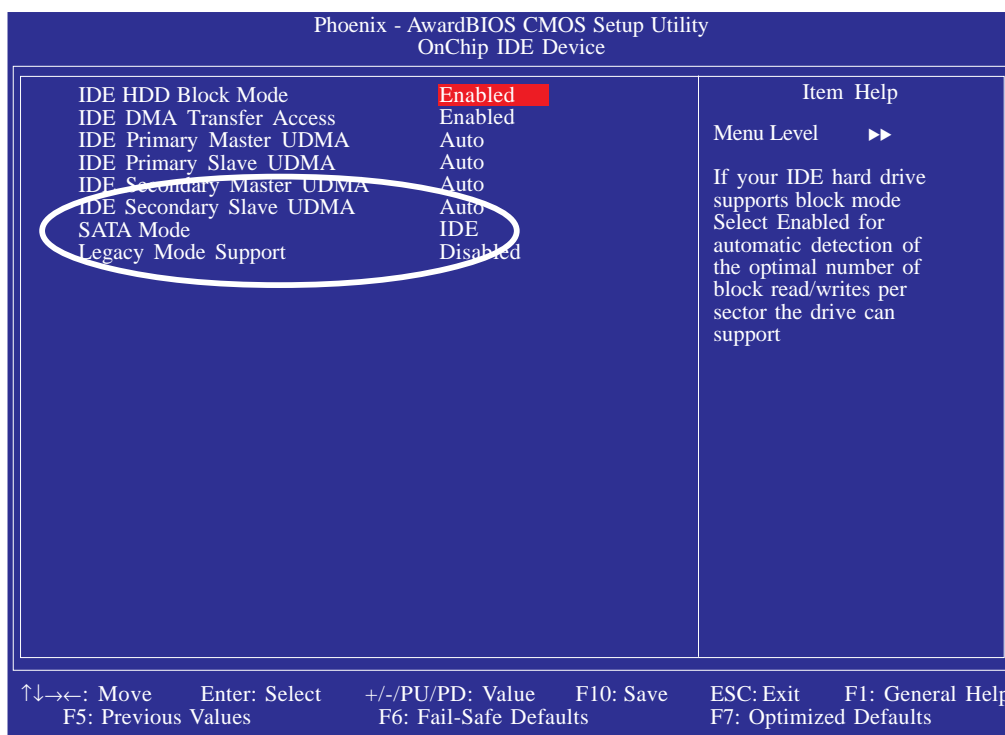 Phoenix - AwardBIOS CMOS Setup Utility
OnChip IDE Device
IDE HDD Block Mode Enabled
IDE DMA Transfer Access Enabled
IDE Primary Master UDMA Auto
IDE Primary Slave UDMA Auto
IDE Secondary Master UDMA Auto
IDE Secondary Slave UDMA Auto
SATA Mode IDE
Legacy Mode Support Disabled
Item Help
Menu Level ▶▶
If your IDE hard drive
supports block mode
Select Enabled for
automatic detection of
the optimal number of
block read/writes per
sector the drive can
support
↑↓→←: Move Enter: Select +/-/PU/PD: Value F10: Save ESC: Exit F1: General Help
F5: Previous Values F6: Fail-Safe Defaults F7: Optimized Defaults